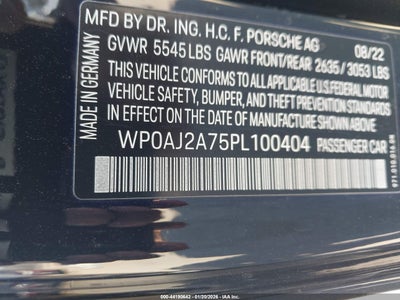 MFD BY DR. ING. H.C. F. PORSCHE AG 08/22
GVWR 5545 LBS GAWR FRONT/REAR 2635 / 3053 LBS
THIS VEHICLE CONFORMS TO ALL APPLICABLE U.S. FEDERAL MOTOR
VEHICLE SAFETY, BUMPER, AND THEFT PREVENTION STANDARDS
IN EFFECT ON THE DATE OF MANUFACTURE SHOWN ABOVE.
MADE IN GERMANY
WP0AJ2A75PL100404 PASSENGER CAR
000-44190842 - 01/20/2026 - IAA Inc.